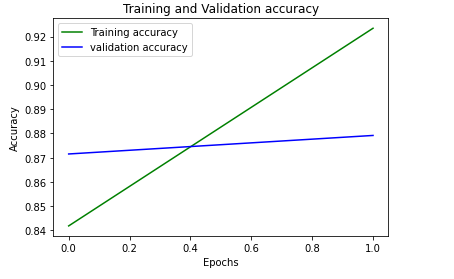 Training and Validation accuracy
Training accuracy
validation accuracy
0.92
0.91
0.90
0.89
0.88
0.87
0.86
0.85
0.84
Accuracy
0.0 0.2 0.4 0.6 0.8 1.0
Epochs